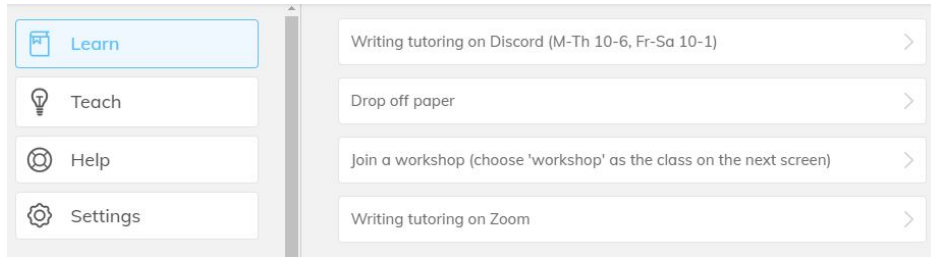 Learn
Teach
Help
Settings
Writing tutoring on Discord (M-Th 10-6, Fr-Sa 10-1)
Drop off paper
Join a workshop (choose 'workshop' as the class on the next screen)
Writing tutoring on Zoom